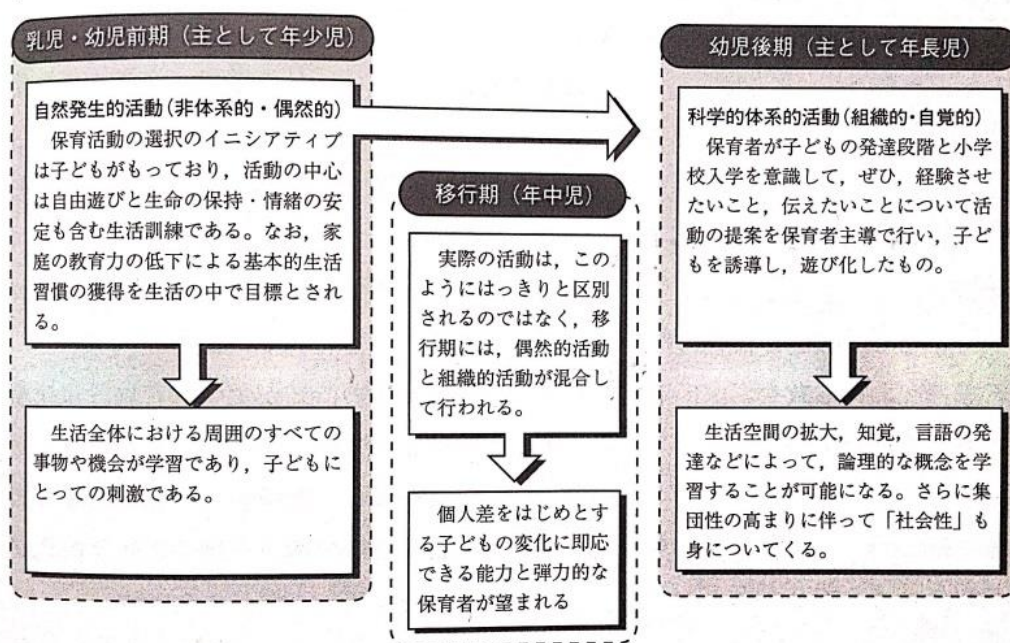 乳児・幼児前期（主として年少児）
自然発生的活動（非体系的・偶然的）
保育活動の選択のイニシアティブ
は子どもがもっており，活動の中心
は自由遊びと生命の保持・情緒の安
定も含む生活訓練である。なお，家
庭の教育力の低下による基本的生活
習慣の獲得を生活の中で目標とされ
る。
生活全体における周囲のすべての
事物や機会が学習であり，子どもに
とっての刺激である。
移行期（年中児）
実際の活動は，この
ようにはっきりと区別
されるのではなく，移
行期には，偶然的活動
と組織的活動が混合し
て行われる。
個人差をはじめとす
る子どもの変化に即応
できる能力と弾力的な
保育者が望まれる
幼児後期（主として年長児）
科学的体系的活動（組織的・自覚的）
保育者が子どもの発達段階と小学
校入学を意識して，ぜひ，経験させ
たいこと，伝えたいことについて活
動の提案を保育者主導で行い，子ど
もを誘導し，遊び化したもの。
生活空間の拡大，知覚，言語の発
達などによって，論理的な概念を学
習することが可能になる。さらに集
団性の高まりに伴って「社会性」も
身についてくる。